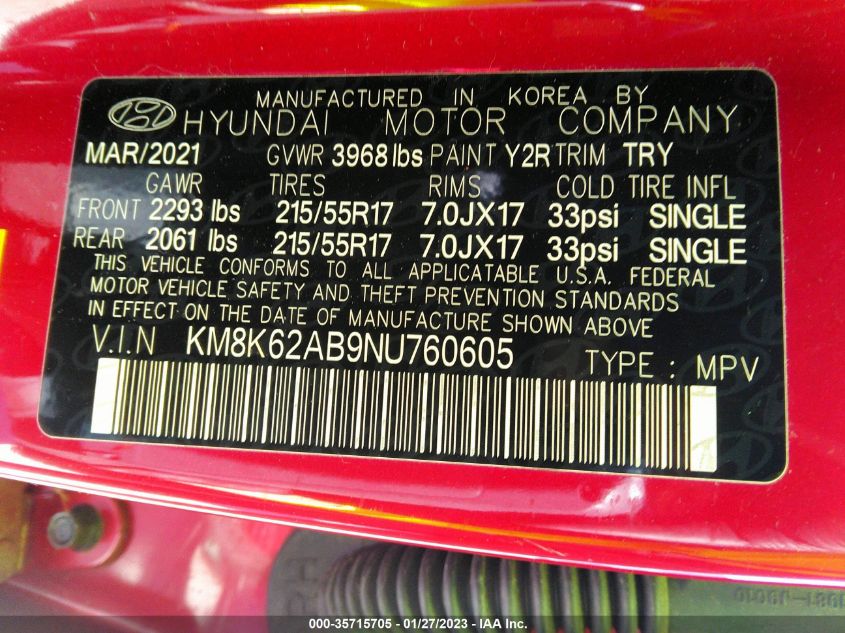 MANUFACTURED IN KOREA BY
HYUNDAI MOTOR COMPANY
MAR/2021 GVWR 3968 lbs PAINT Y2R TRIM TRY
GAWR TIRES RIMS COLD TIRE INFL
FRONT 2293 lbs 215/55R17 7.0JX17 33psi SINGLE
REAR 2061 lbs 215/55R17 7.0JX17 33psi SINGLE
THIS VEHICLE CONFORMS TO ALL APPLICATABLE U.S.A. FEDERAL
MOTOR VEHICLE SAFETY AND THEFT PREVENTION STANDARDS
IN EFFECT ON THE DATE OF MANUFACTURE SHOWN ABOVE
V.I.N KM8K62AB9NU760605 TYPE : MPV
000-35715705 - 01/27/2023 - IAA Inc.